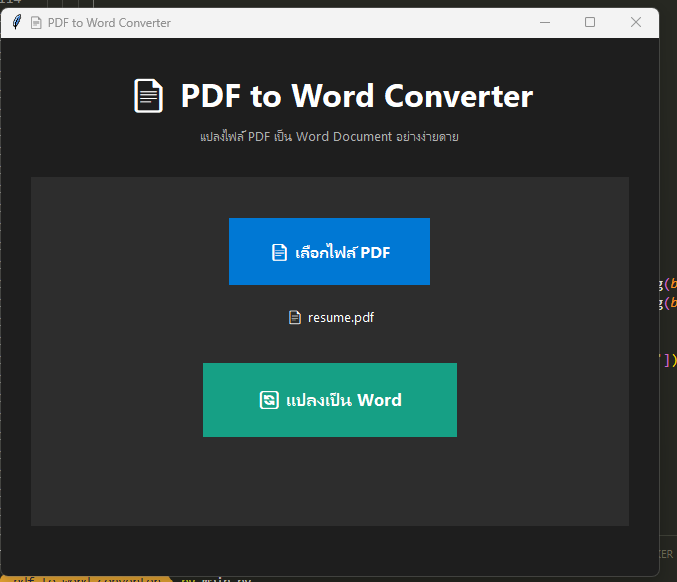 PDF to Word Converter
PDF to Word Converter
แปลงไฟล์ PDF เป็น Word Document อย่างง่ายดาย
เลือกไฟล์ PDF
resume.pdf
แปลงเป็น Word